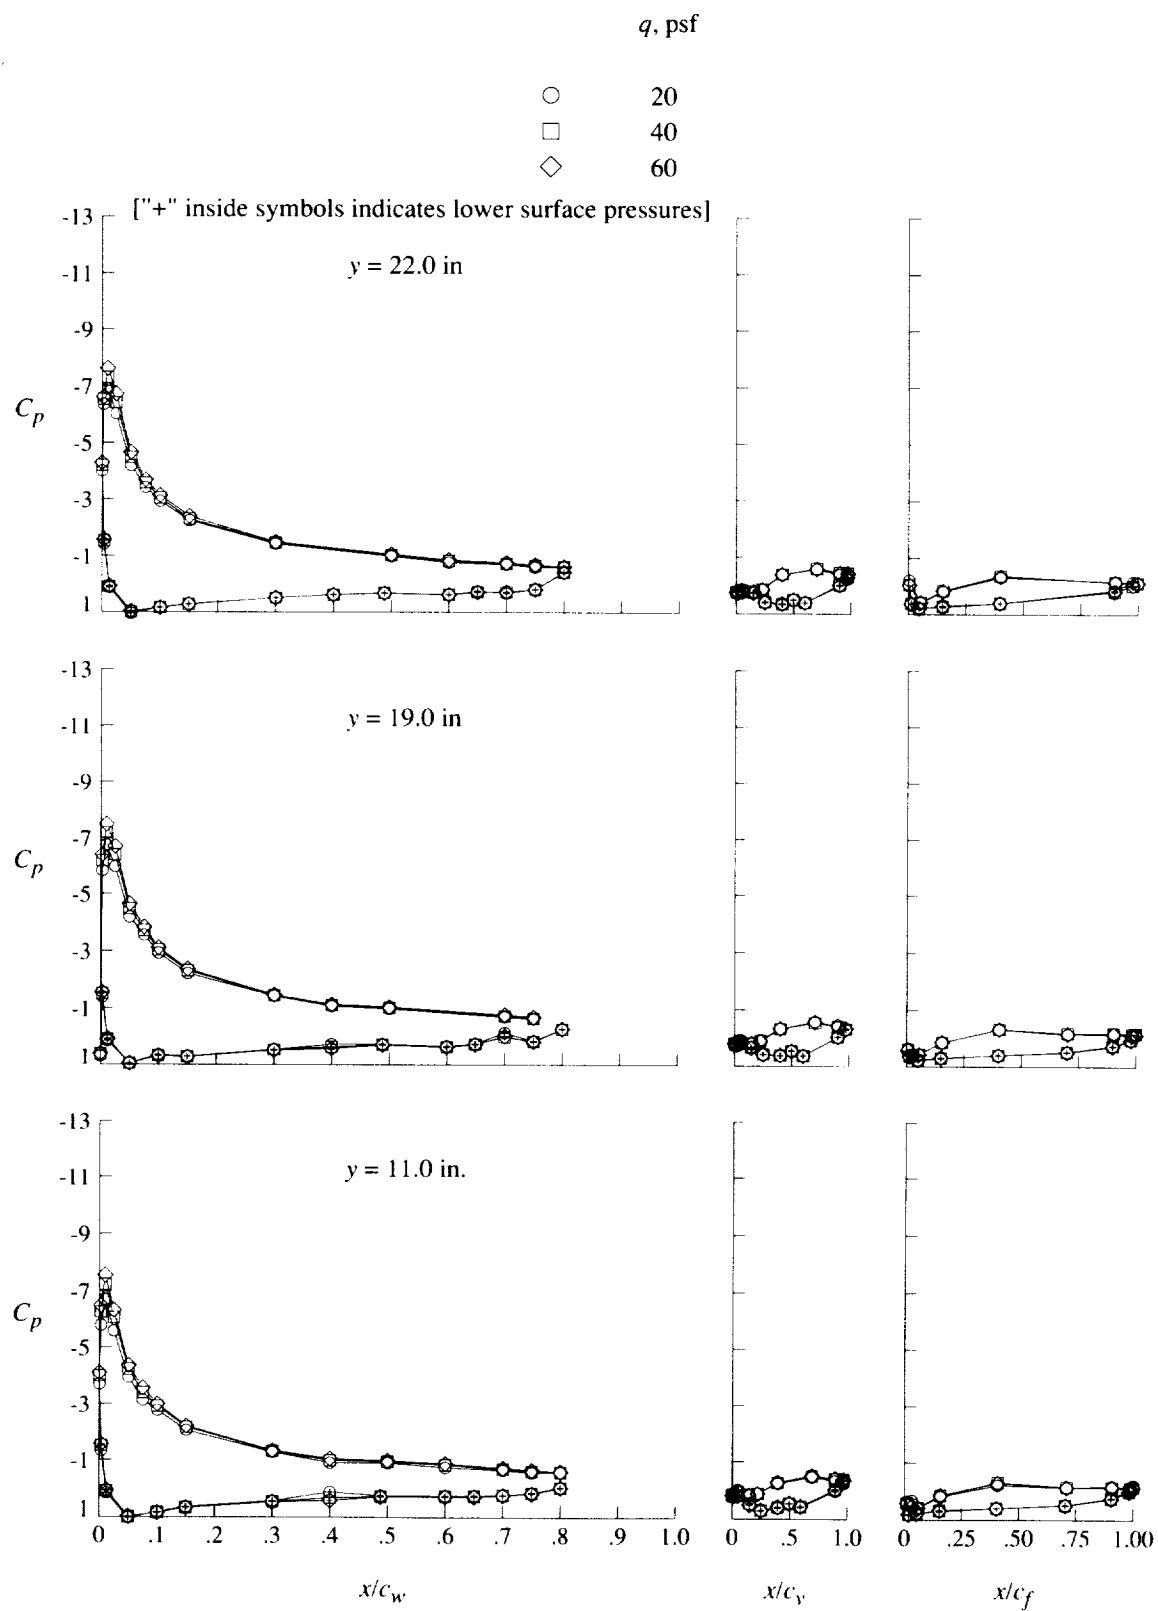 q, psf
20
40
60
["+" inside symbols indicates lower surface pressures]
-13
-11
-9
-7
-5
-3
-1
1
C_p
y = 22.0 in
-13
-11
-9
-7
-5
-3
-1
1
C_p
y = 19.0 in
-13
-11
-9
-7
-5
-3
-1
1
C_p
y = 11.0 in.
0 .1 .2 .3 .4 .5 .6 .7 .8 .9 1.0
0 .5 1.0
0 .25 .50 .75 1.00
x/c_w
x/c_v
x/c_f